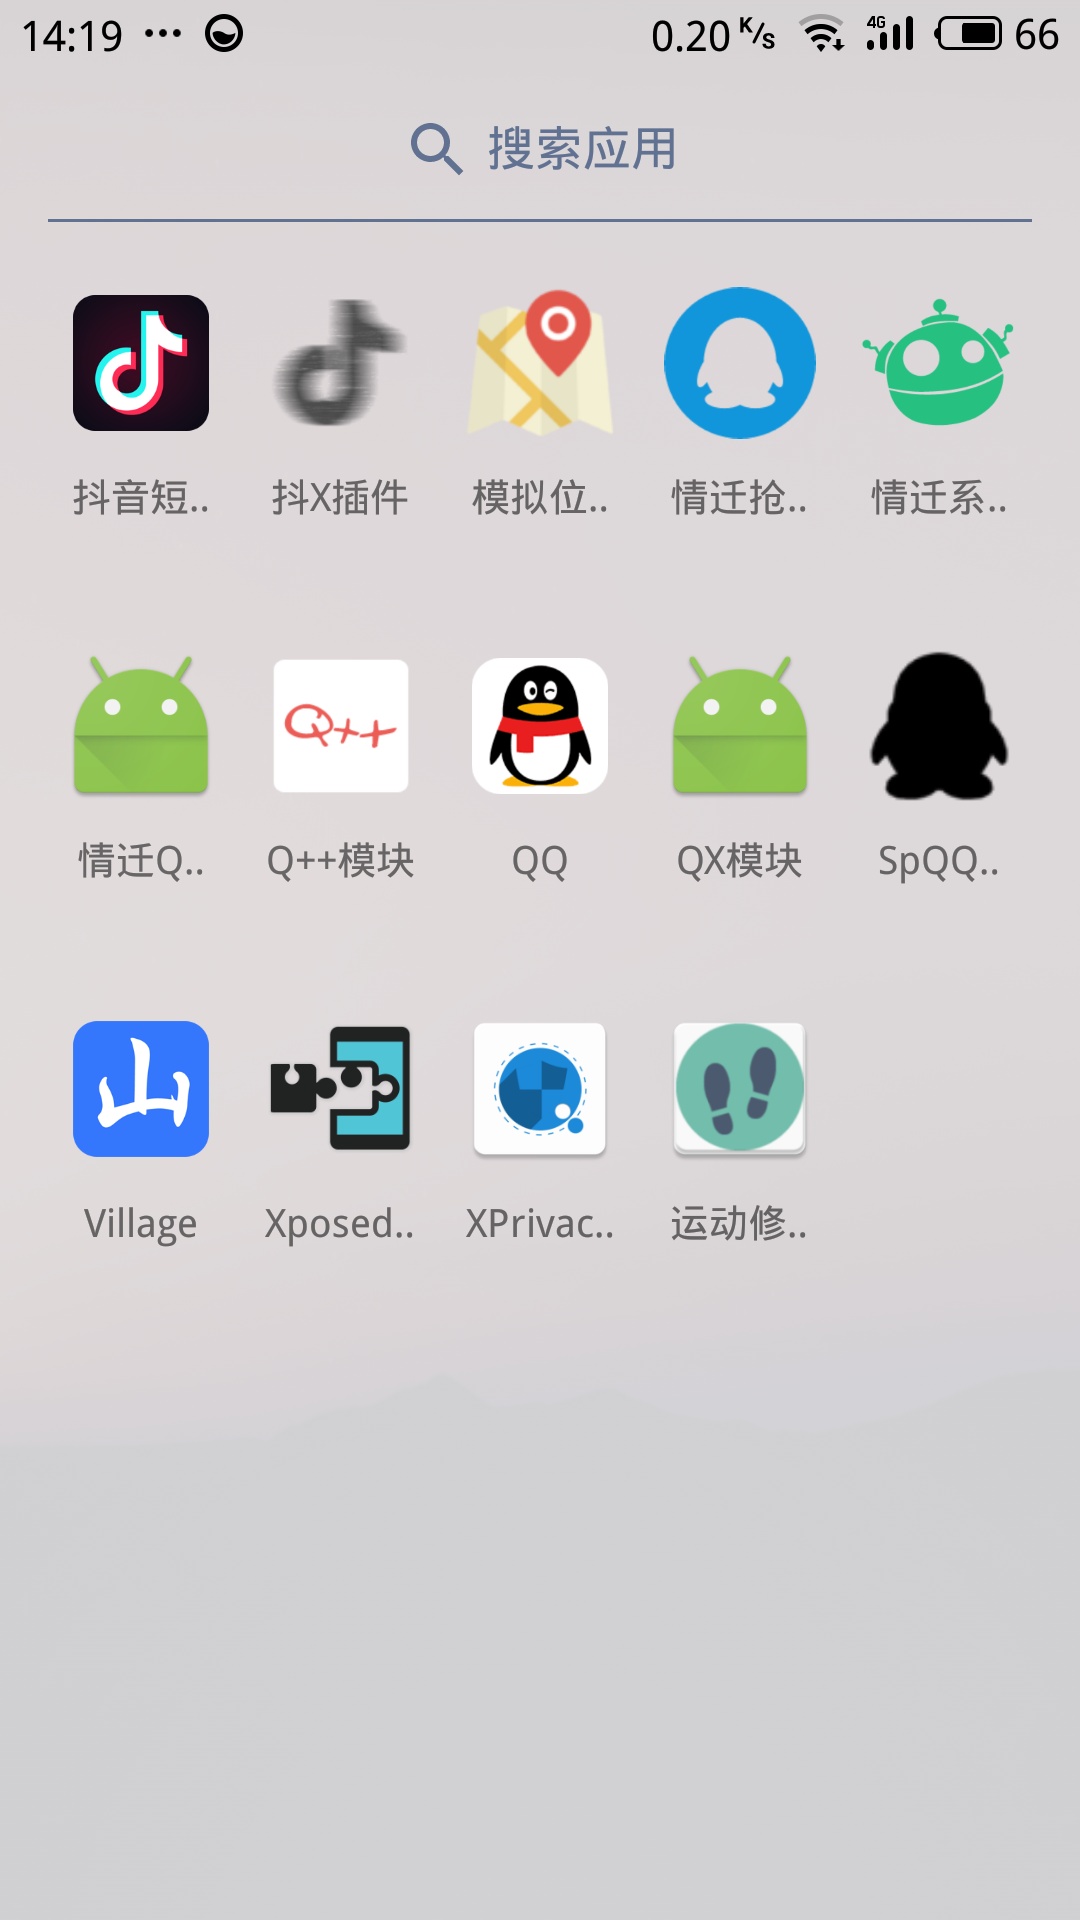 14:19 ··· 0.20 K/s 4G 66
搜索应用
抖音短.. 抖X插件 模拟位.. 情迁抢.. 情迁系..
Q++
情迁Q.. Q++模块 QQ QX模块 SpQQ..
山
Village Xposed.. XPrivac.. 运动修..